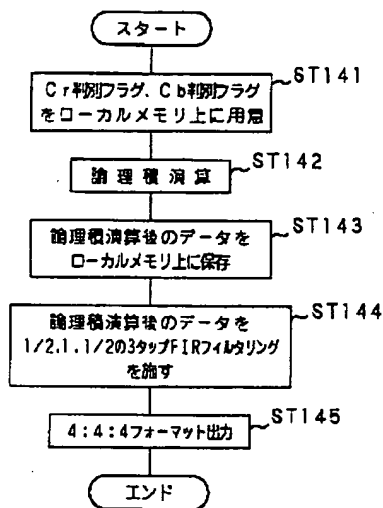 スタート
ST141
Cr判別フラグ、Cb判別フラグ
をローカルメモリ上に用意
ST142
論理積演算
ST143
論理積演算後のデータを
ローカルメモリ上に保存
ST144
論理積演算後のデータを
1/2.1.1/2の3タップFIRフィルタリング
を施す
ST145
4:4:4フォーマット出力
エンド